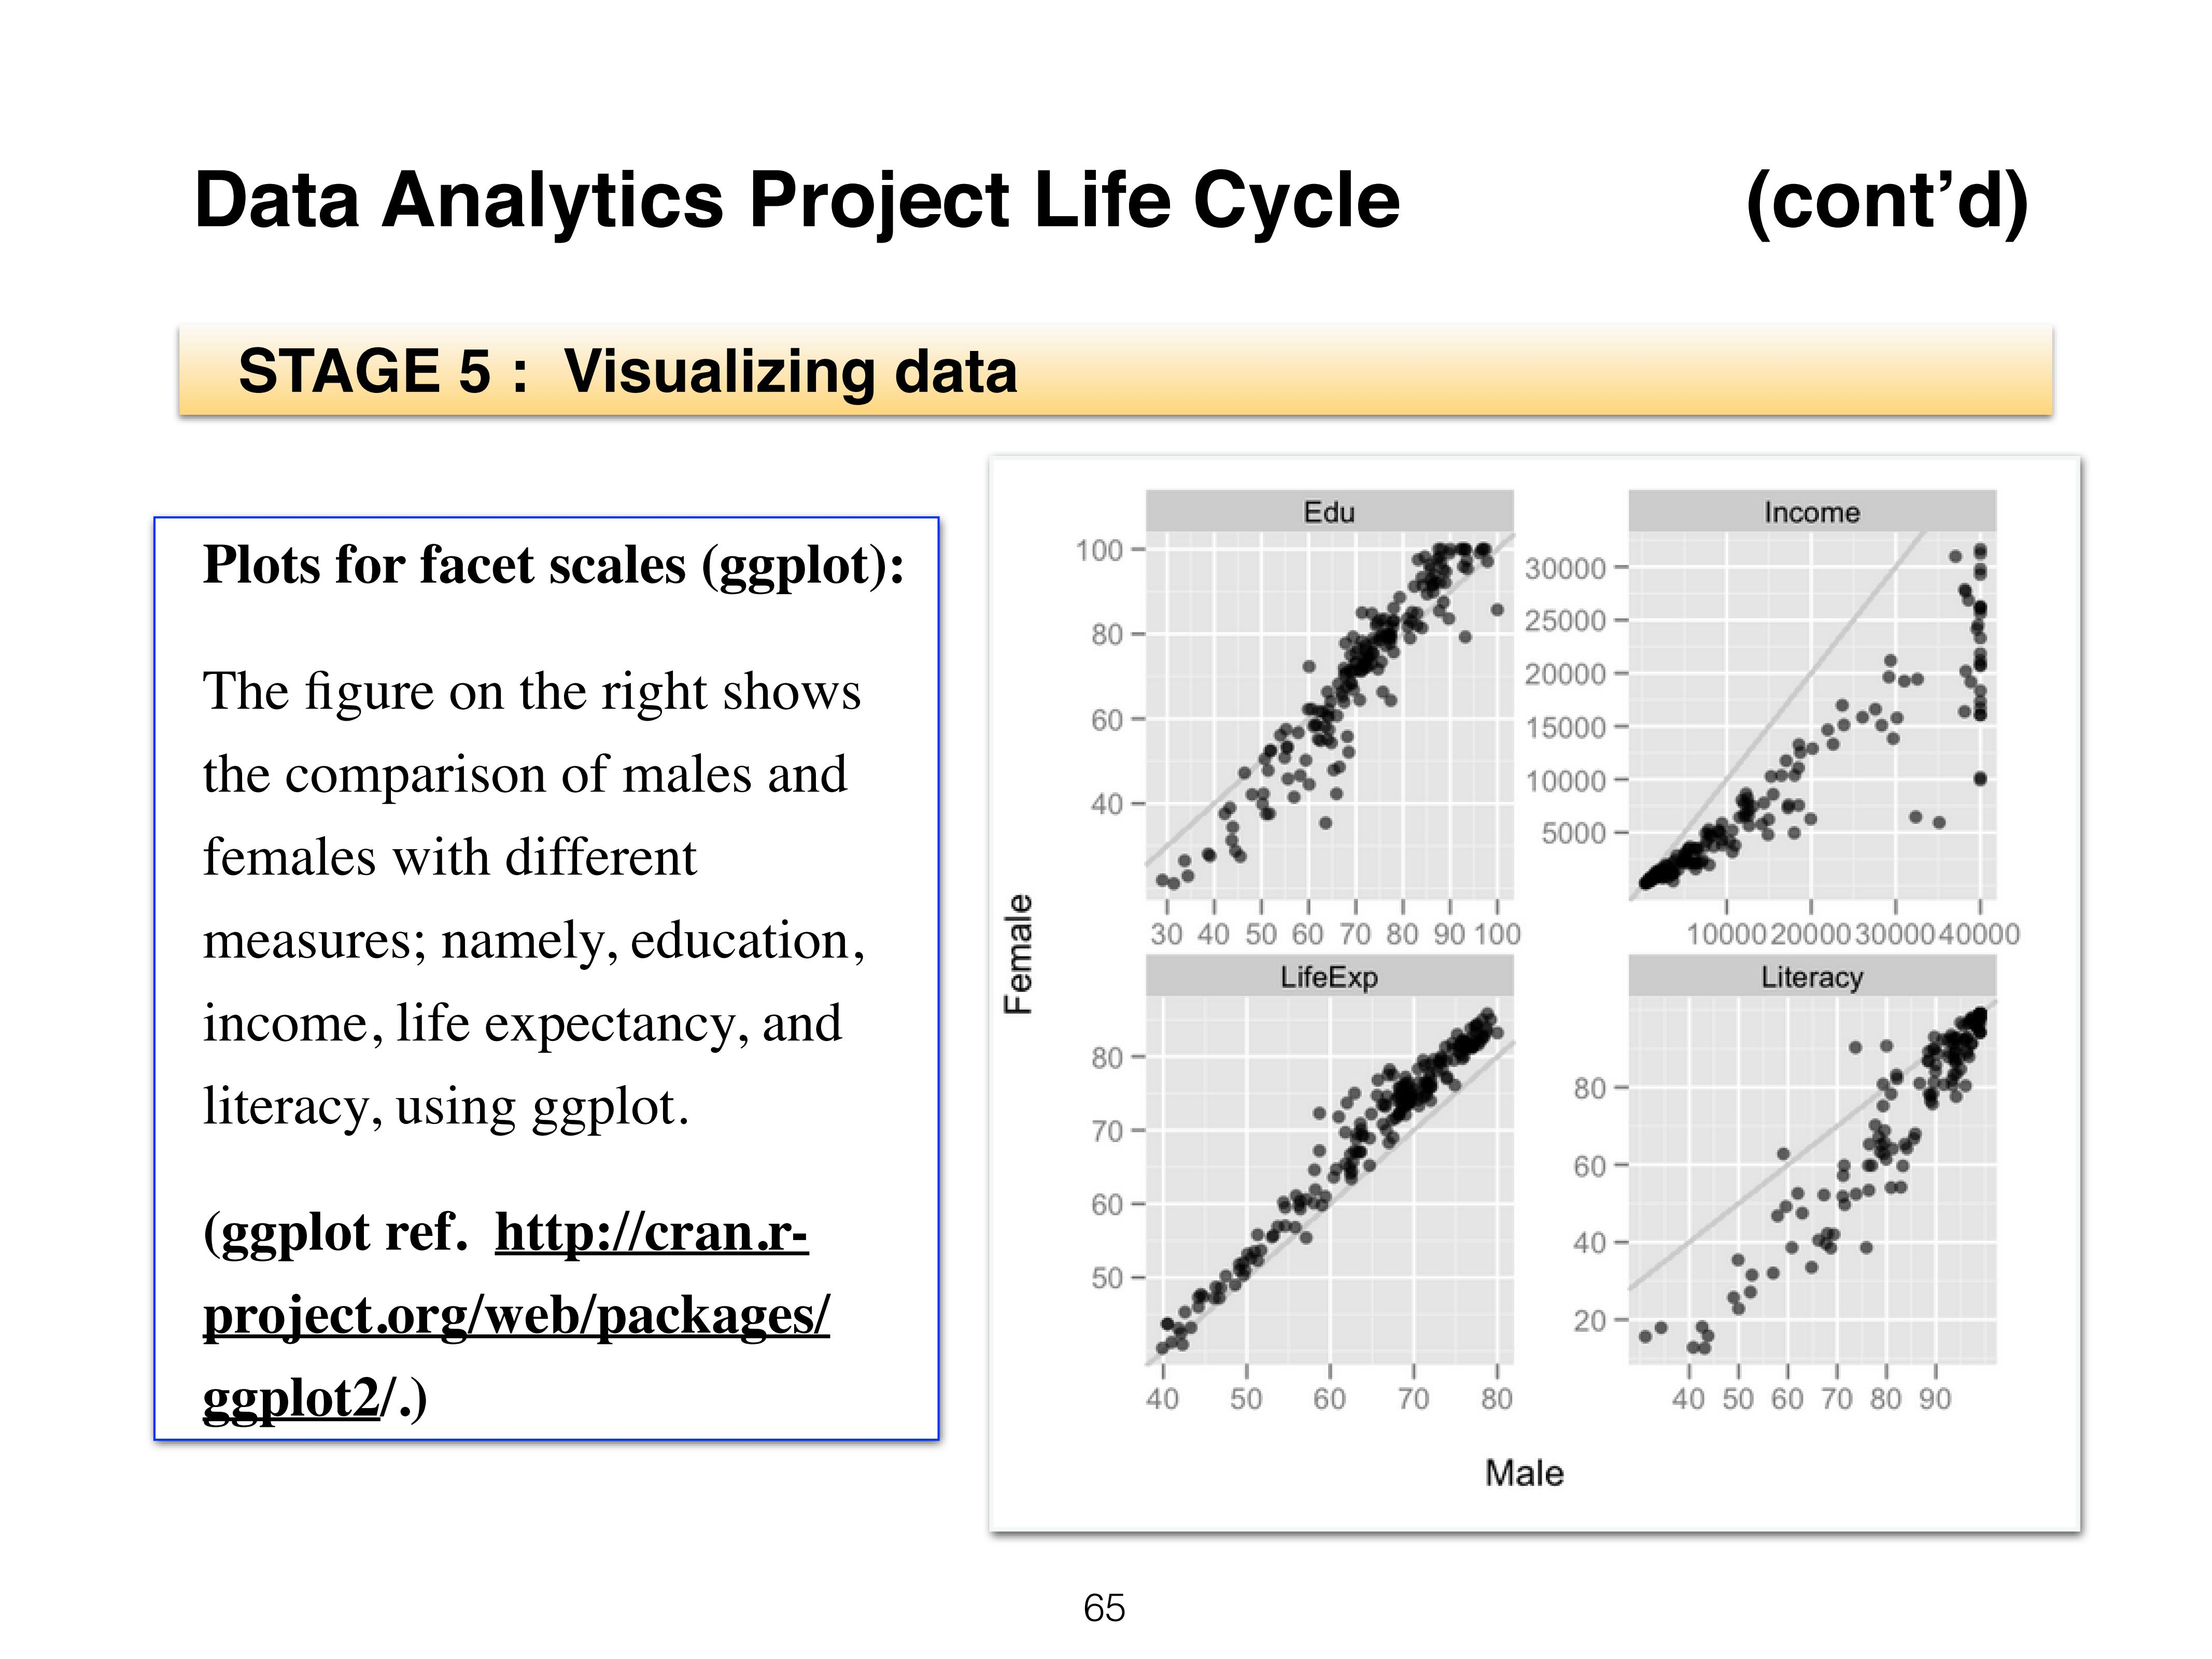 Data Analytics Project Life Cycle (cont’d)
STAGE 5 : Visualizing data
Plots for facet scales (ggplot):
The figure on the right shows
the comparison of males and
females with different
measures; namely, education,
income, life expectancy, and
literacy, using ggplot.
(ggplot ref. http://cran.r-
project.org/web/packages/
ggplot2/.)
Female
Edu
100
80
60
40
30 40 50 60 70 80 90 100
Income
30000
25000
20000
15000
10000
5000
10000 20000 30000 40000
LifeExp
80
70
60
50
40 50 60 70 80
Literacy
80
60
40
20
40 50 60 70 80 90
Male
65